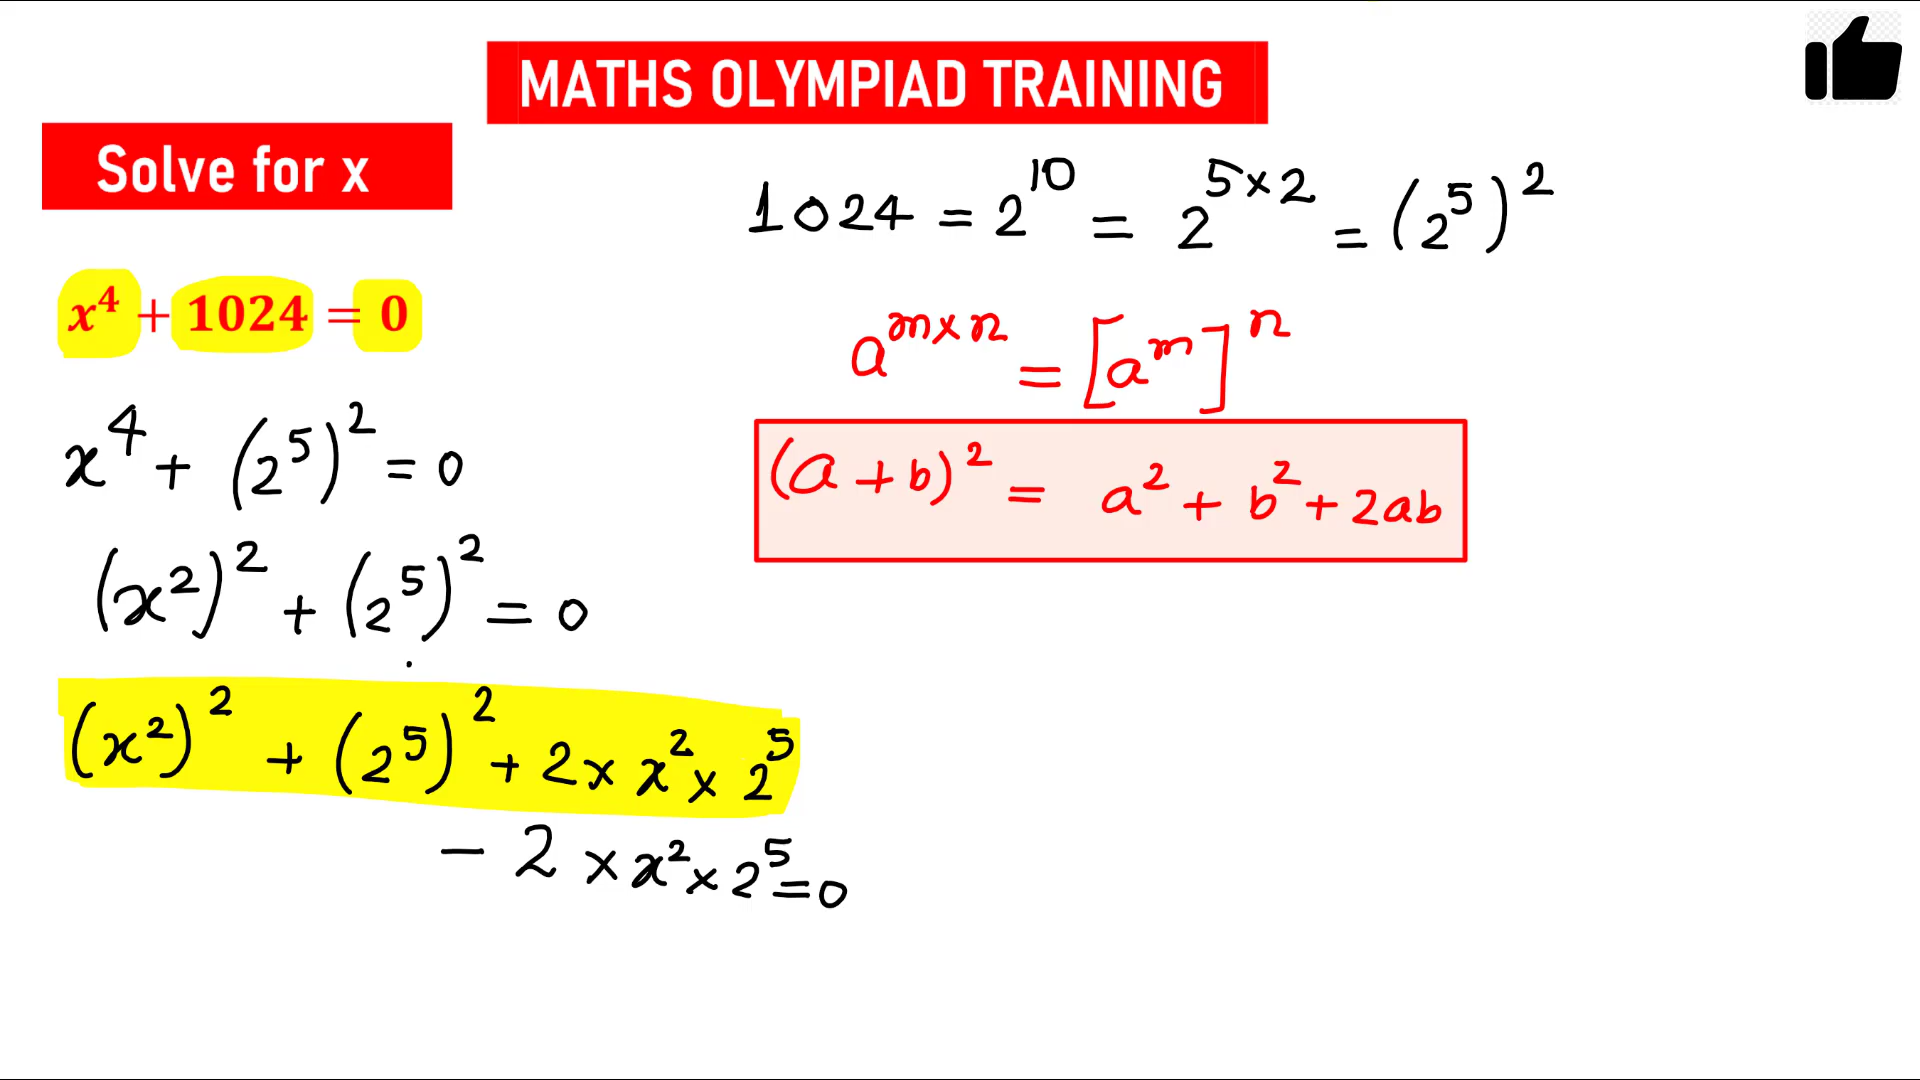 MATHS OLYMPIAD TRAINING
Solve for x
1024 = 2^10 = 2^(5×2) = (2^5)^2
x^4 + 1024 = 0
a^(m×n) = [a^m]^n
x^4 + (2^5)^2 = 0
(a + b)^2 = a^2 + b^2 + 2ab
(x^2)^2 + (2^5)^2 = 0
(x^2)^2 + (2^5)^2 + 2 × x^2 × 2^5
- 2 × x^2 × 2^5 = 0